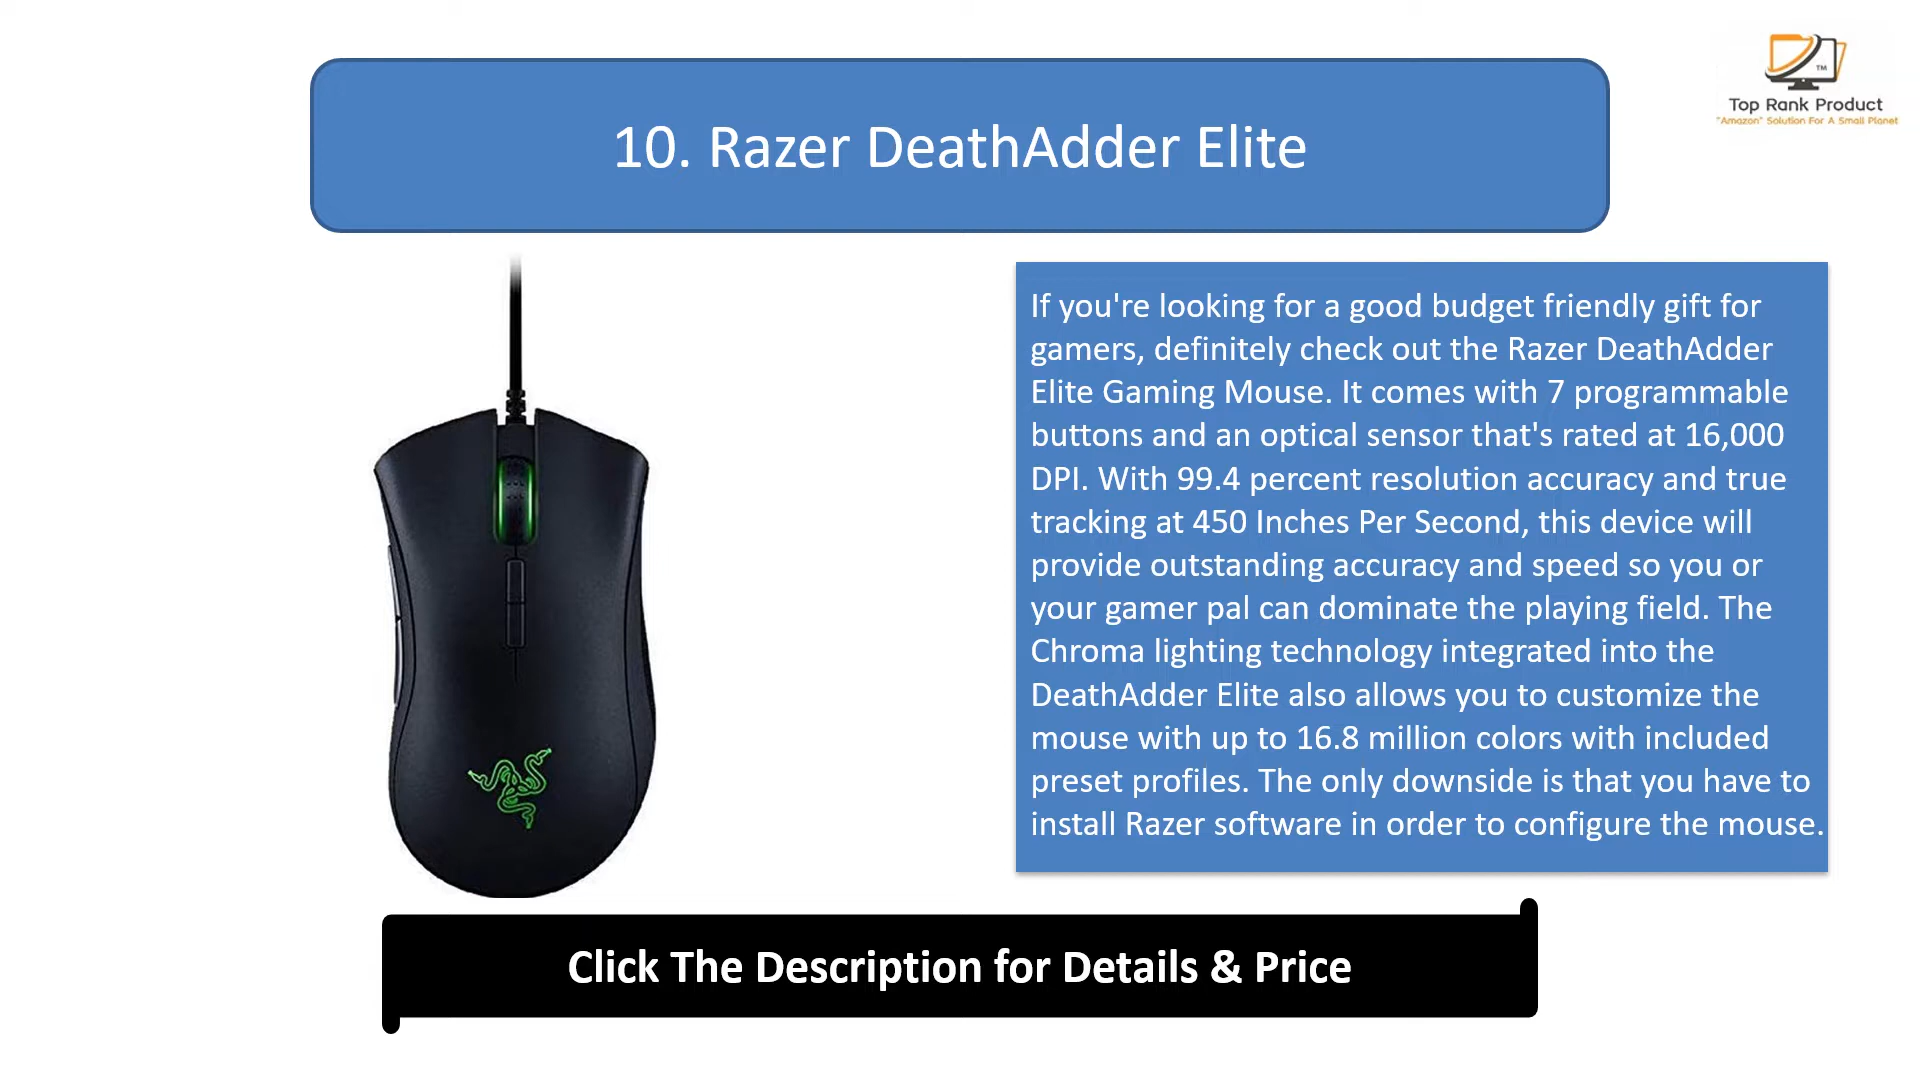 TM
Top Rank Product
"Amazon" Solution For A Small Planet
10. Razer DeathAdder Elite
If you're looking for a good budget friendly gift for
gamers, definitely check out the Razer DeathAdder
Elite Gaming Mouse. It comes with 7 programmable
buttons and an optical sensor that's rated at 16,000
DPI. With 99.4 percent resolution accuracy and true
tracking at 450 Inches Per Second, this device will
provide outstanding accuracy and speed so you or
your gamer pal can dominate the playing field. The
Chroma lighting technology integrated into the
DeathAdder Elite also allows you to customize the
mouse with up to 16.8 million colors with included
preset profiles. The only downside is that you have to
install Razer software in order to configure the mouse.
Click The Description for Details & Price